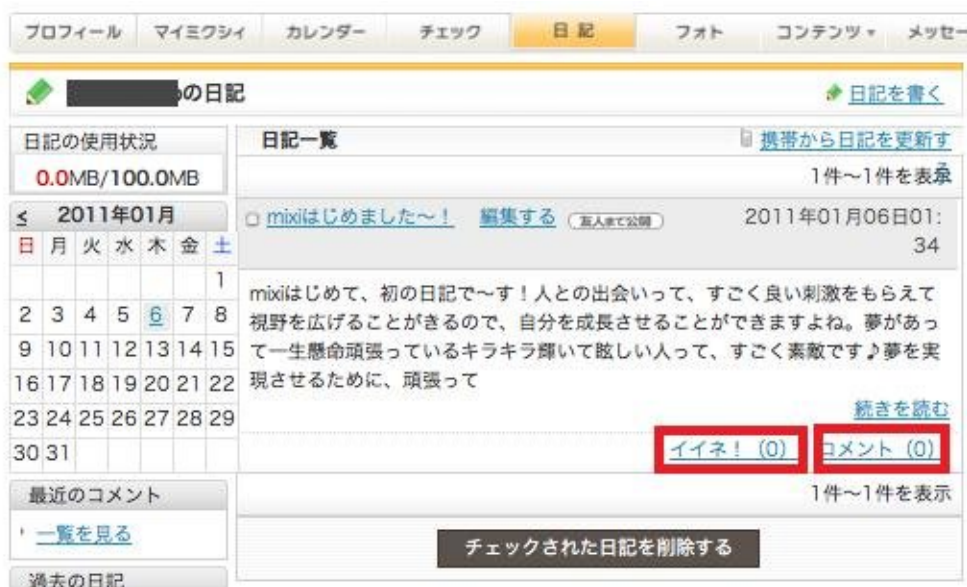 プロフィール マイミクシィ カレンダー チェック 日記 フォト コンテンツ▼ メッセー
の日記
日記を書く
日記の使用状況
0.0MB/100.0MB
≤ 2011年01月
日 月 火 水 木 金 土
1
2 3 4 5 6 7 8
9 10 11 12 13 14 15
16 17 18 19 20 21 22
23 24 25 26 27 28 29
30 31
最近のコメント
一覧を見る
過去の日記
日記一覧
携帯から日記を更新す
る
1件〜1件を表示
mixiはじめました〜！ 編集する 友人まで公開 2011年01月06日01:
34
mixiはじめて、初の日記で〜す！人との出会いって、すごく良い刺激をもらえて
視野を広げることがきるので、自分を成長させることができますよね。夢があっ
て一生懸命頑張っているキラキラ輝いて眩しい人って、すごく素敵です♪夢を実
現させるために、頑張って
続きを読む
イイネ！ (0) コメント (0)
1件〜1件を表示
チェックされた日記を削除する